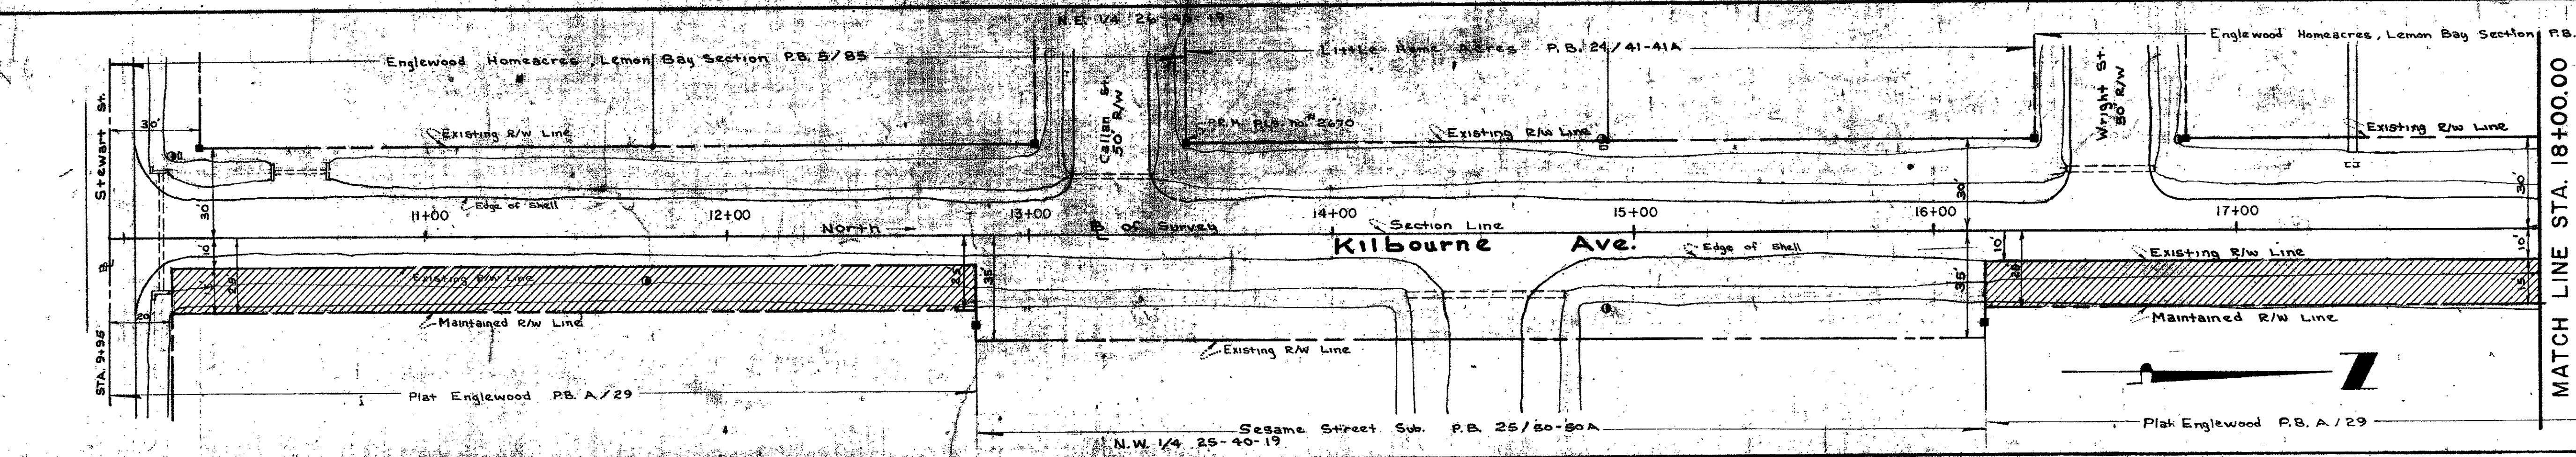 N.E. 1/4 26-40-19
Englewood Homeacres, Lemon Bay Section P.B. 5/85
Little Home Acres P.B. 24/41-41A
Englewood Homeacres, Lemon Bay Section P.B.
Stewart St.
30'
Existing R/W Line
Callan St.
50' R/W
P.R.M. R.L.S. no. #2670
Existing R/W Line
Wright St.
50' R/W
Existing R/W Line
30'
Edge of Shell
30'
30'
11+00
12+00
13+00
14+00
15+00
16+00
17+00
North
B of Survey
Section Line
Kilbourne Ave.
Edge of Shell
10'
15'
25'
Existing R/W Line
25'
35'
35'
10'
25'
Existing R/W Line
10'
15'
20'
Maintained R/W Line
Existing R/W Line
Maintained R/W Line
STA. 9+95
Plat Englewood P.B. A/29
Sesame Street Sub. P.B. 25/50-50A
N.W. 1/4 25-40-19
Plat Englewood P.B. A/29
MATCH LINE STA. 18+00.00